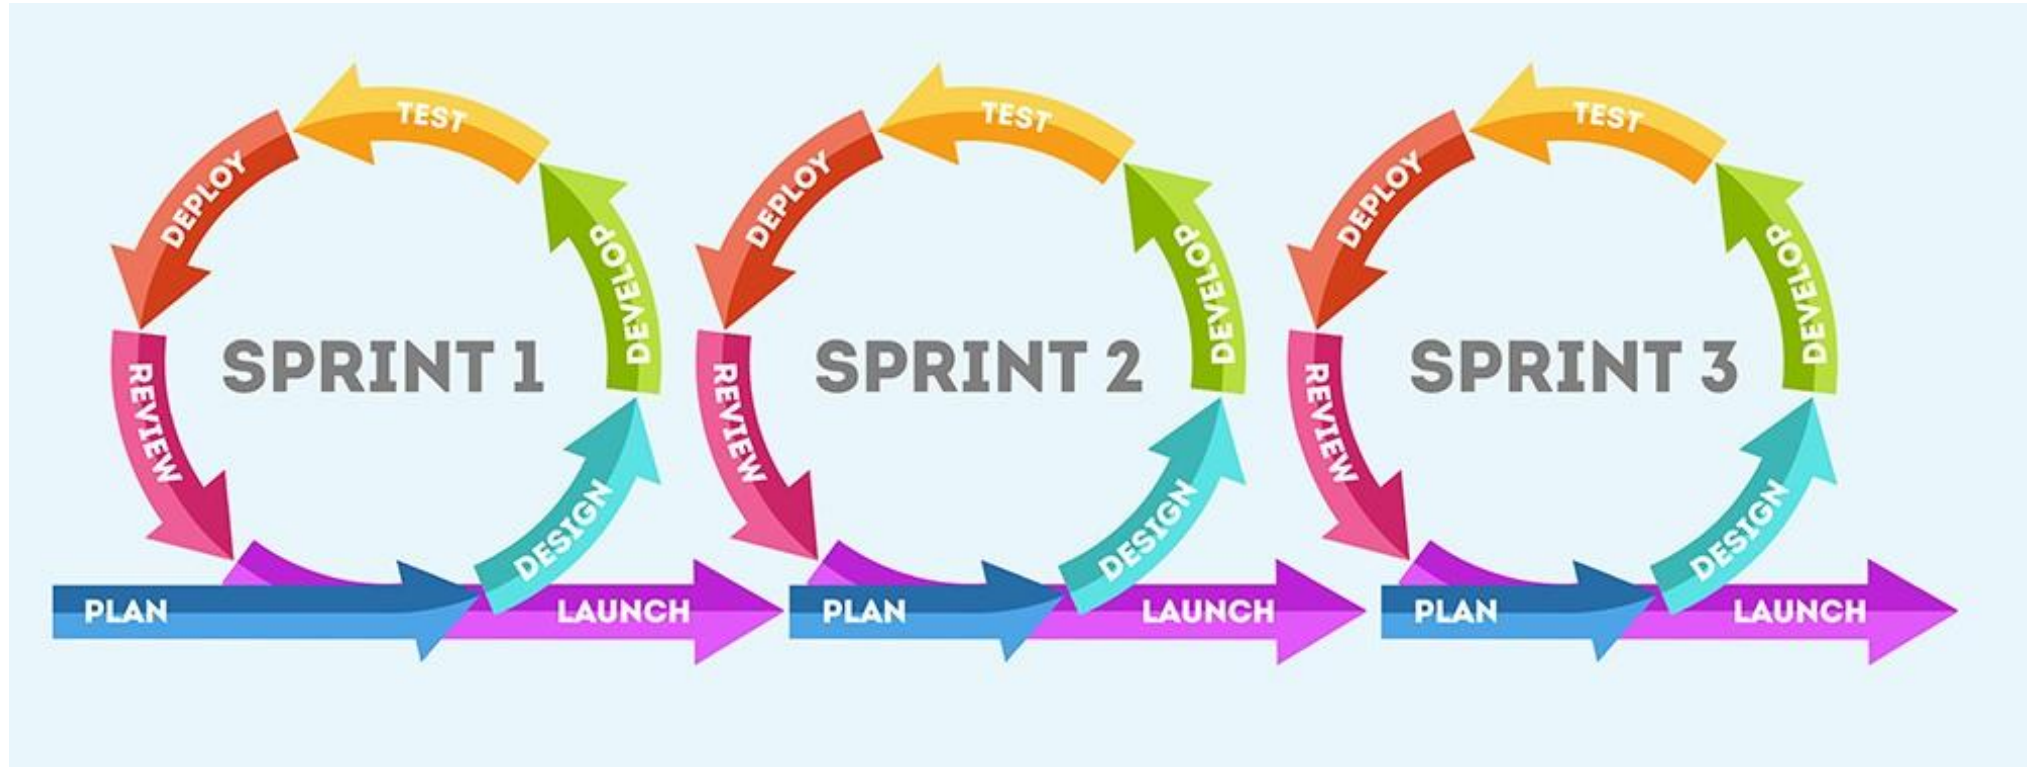 TEST
DEPLOY
DEVELOP
SPRINT 1
REVIEW
DESIGN
PLAN
LAUNCH
TEST
DEPLOY
DEVELOP
SPRINT 2
REVIEW
DESIGN
PLAN
LAUNCH
TEST
DEPLOY
DEVELOP
SPRINT 3
REVIEW
DESIGN
PLAN
LAUNCH